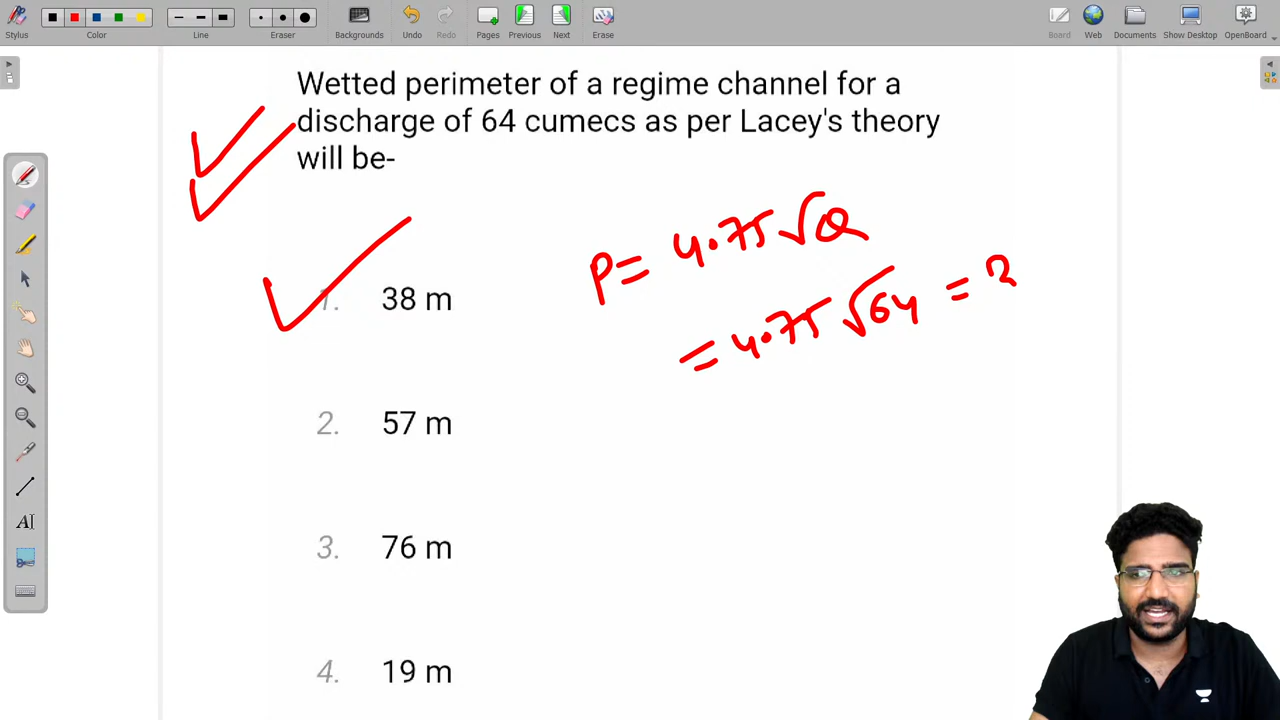 Stylus
Color
Line
Eraser
Backgrounds
Undo
Redo
Pages
Previous
Next
Erase
Board
Web
Documents
Show Desktop
OpenBoard
Wetted perimeter of a regime channel for a
discharge of 64 cumecs as per Lacey's theory
will be-
P = 4.75 √Q
= 4.75 √64 = ?
1. 38 m
2. 57 m
3. 76 m
4. 19 m